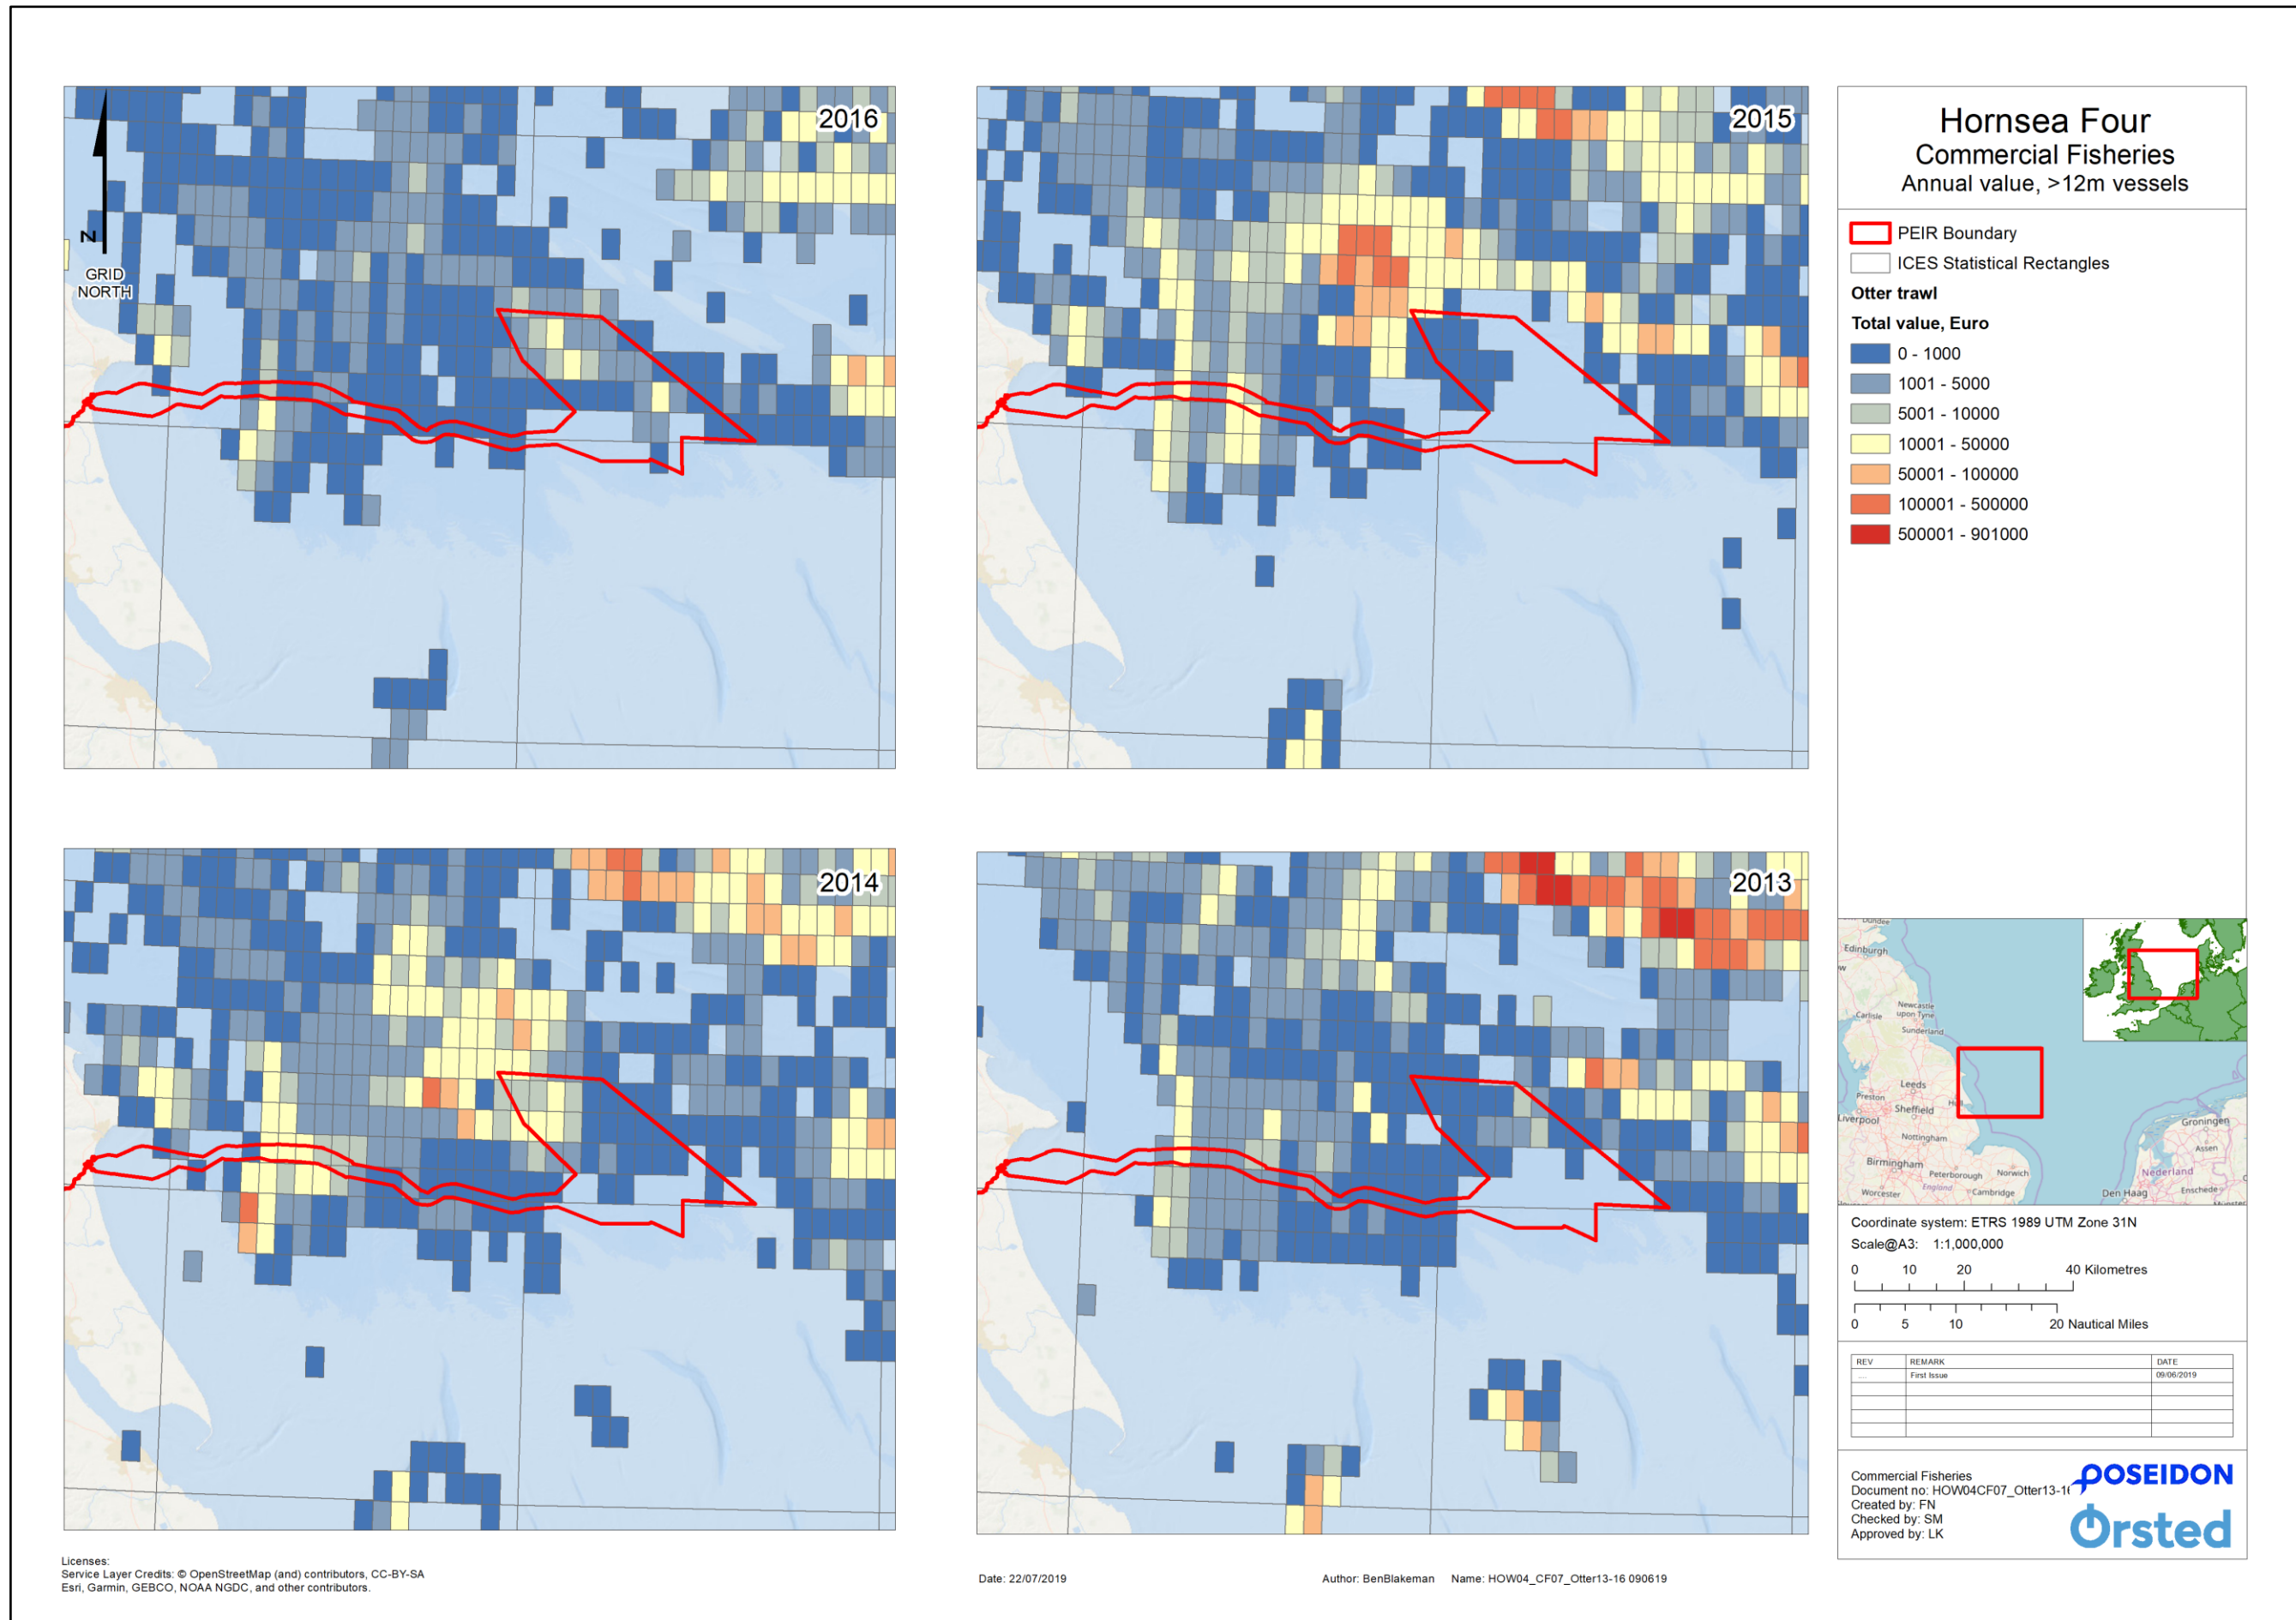 2016
N
GRID
NORTH
2015
2014
2013
Hornsea Four
Commercial Fisheries
Annual value, >12m vessels
PEIR Boundary
ICES Statistical Rectangles
Otter trawl
Total value, Euro
0 - 1000
1001 - 5000
5001 - 10000
10001 - 50000
50001 - 100000
100001 - 500000
500001 - 901000
Dundee
Edinburgh
Newcastle
upon Tyne
Carlisle
Sunderland
Leeds
Preston
Hull
Sheffield
Liverpool
Nottingham
Birmingham
Peterborough
Norwich
England
Worcester
Cambridge
Groningen
Assen
Nederland
Den Haag
Enschede
Coordinate system: ETRS 1989 UTM Zone 31N
Scale@A3: 1:1,000,000
0 10 20 40 Kilometres
0 5 10 20 Nautical Miles
REV REMARK DATE
... First Issue 09/06/2019
Commercial Fisheries
Document no: HOW04CF07_Otter13-16
Created by: FN
Checked by: SM
Approved by: LK
POSEIDON
Orsted
Licenses:
Service Layer Credits: © OpenStreetMap (and) contributors, CC-BY-SA
Esri, Garmin, GEBCO, NOAA NGDC, and other contributors.
Date: 22/07/2019
Author: BenBlakeman Name: HOW04_CF07_Otter13-16 090619